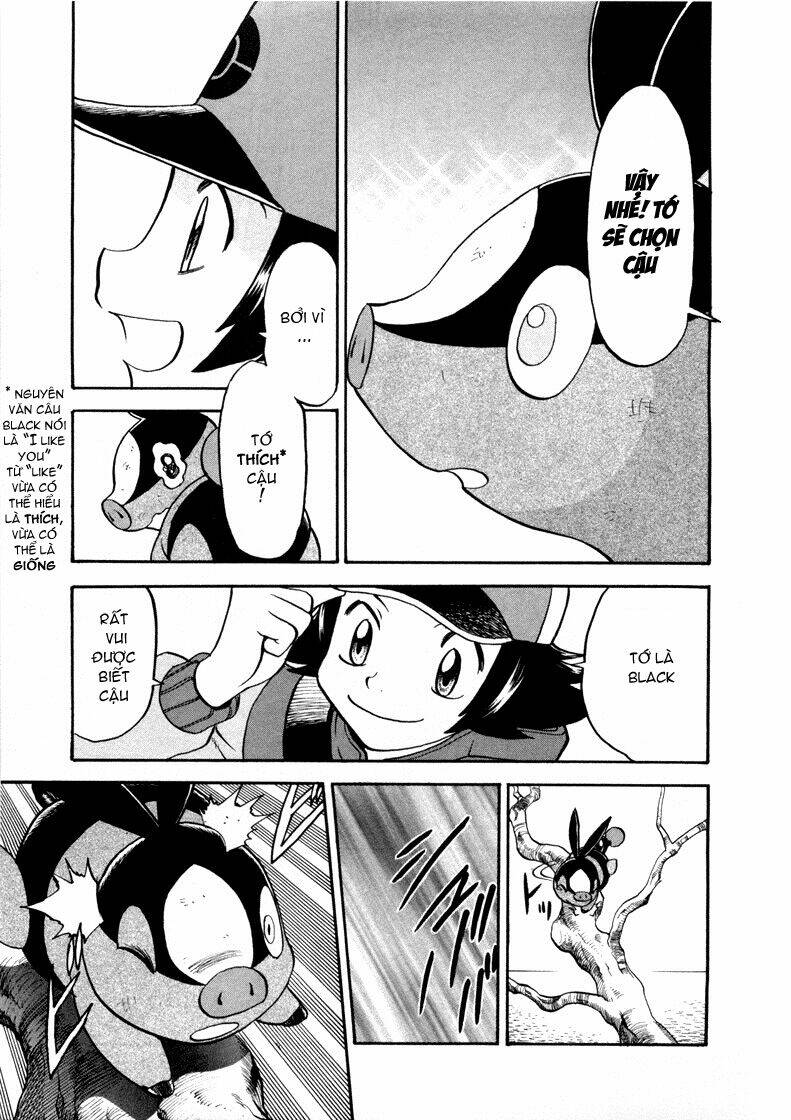 VẬY
NHÉ! TỚ
SẼ CHỌN
CẬU
BỞI VÌ
...
TỚ
THÍCH*
CẬU
!
* NGUYÊN
VĂN CÂU
BLACK NÓI
LÀ "I LIKE
YOU"
TỪ "LIKE"
VỪA CÓ
THỂ HIỂU
LÀ THÍCH,
VỪA CÓ
THỂ LÀ
GIỐNG
TỚ LÀ
BLACK
RẤT
VUI
ĐƯỢC
BIẾT
CẬU